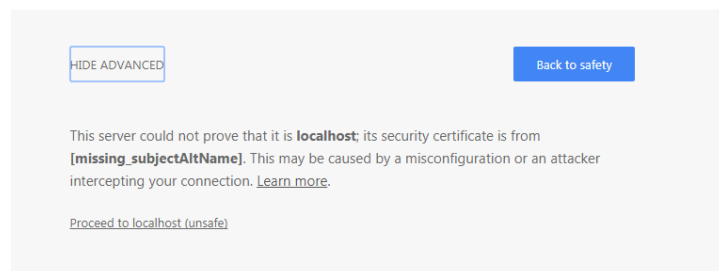 HIDE ADVANCED
Back to safety
This server could not prove that it is localhost; its security certificate is from
[missing_subjectAltName]. This may be caused by a misconfiguration or an attacker
intercepting your connection. Learn more.
Proceed to localhost (unsafe)